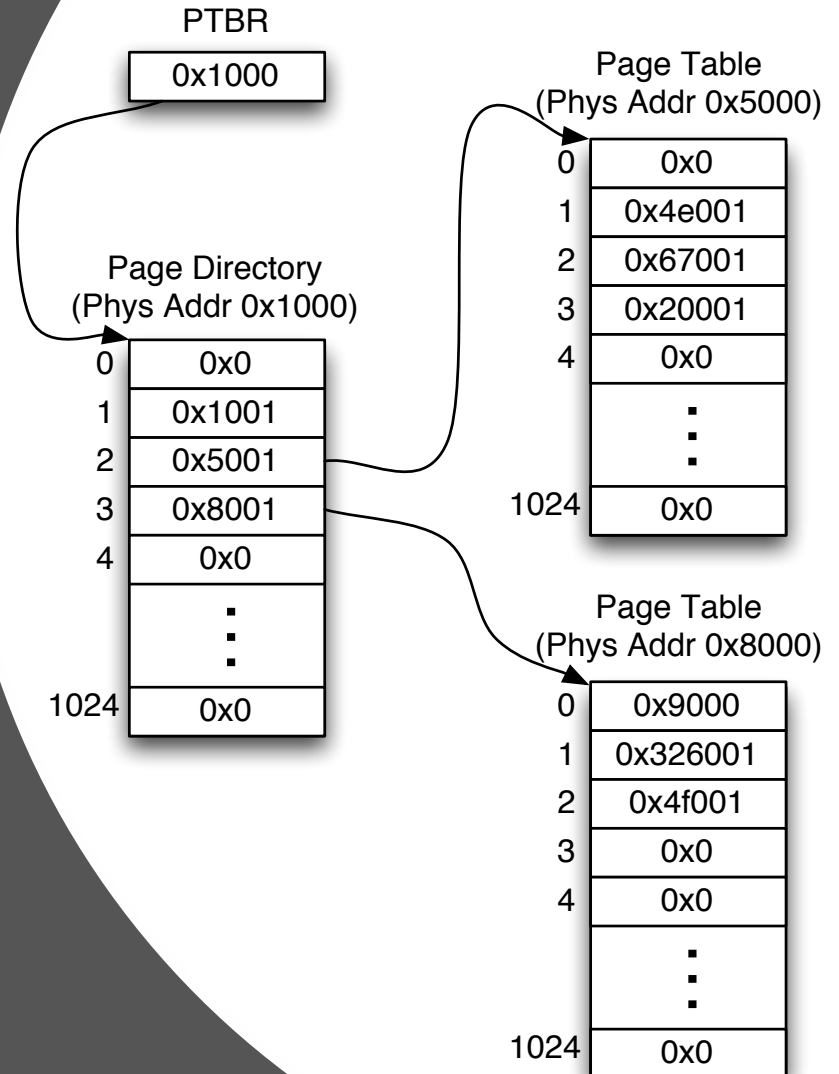 PTBR
0x1000
Page Directory
(Phys Addr 0x1000)
0 0x0
1 0x1001
2 0x5001
3 0x8001
4 0x0
1024 0x0
Page Table
(Phys Addr 0x5000)
0 0x0
1 0x4e001
2 0x67001
3 0x20001
4 0x0
1024 0x0
Page Table
(Phys Addr 0x8000)
0 0x9000
1 0x326001
2 0x4f001
3 0x0
4 0x0
1024 0x0